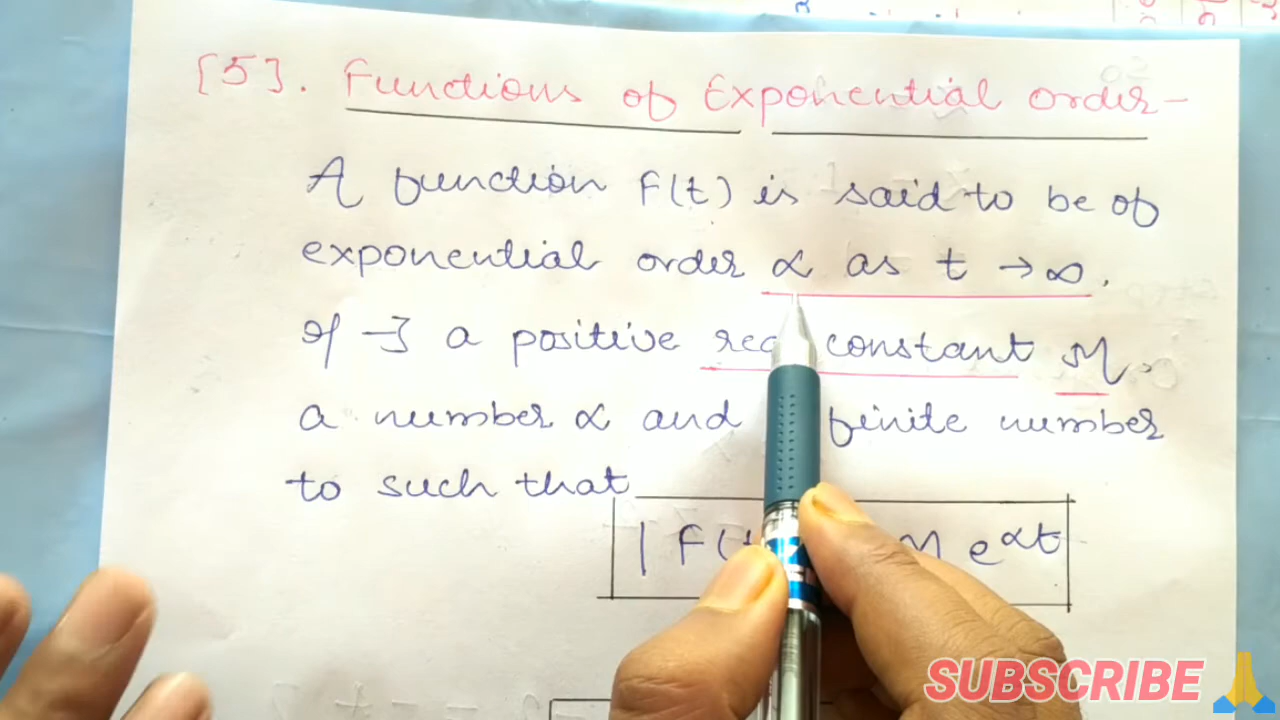 [5]. Functions of Exponential order-
A function F(t) is said to be of
exponential order α as t → ∞.
if ∃ a positive constant M,
a number α and finite number
to such that
| F(t M e^αt
SUBSCRIBE